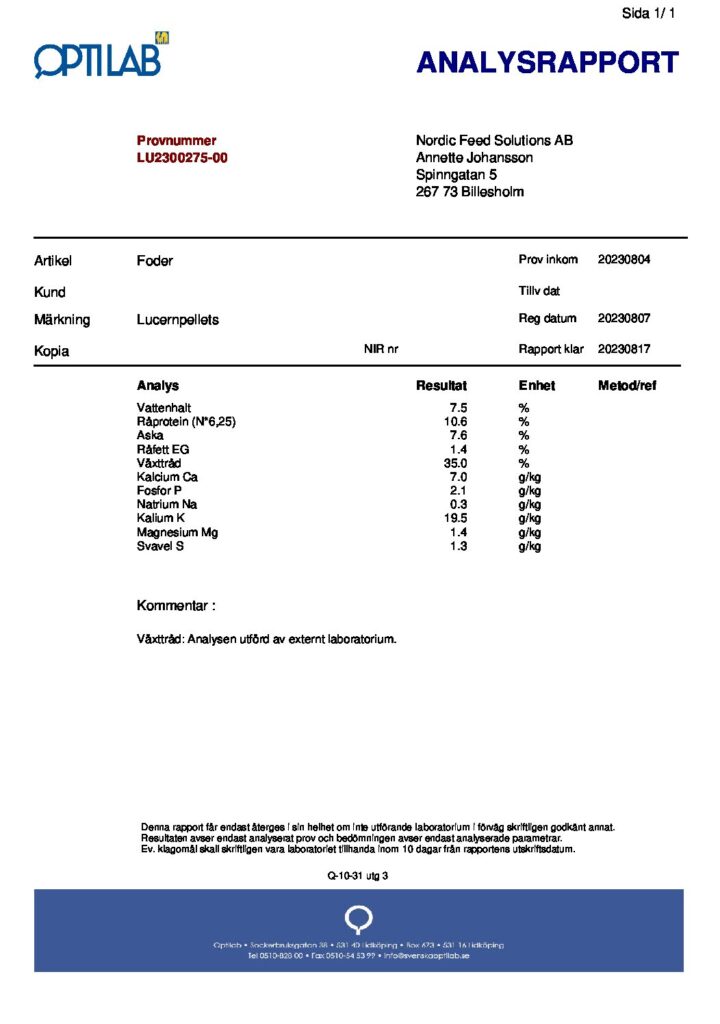 Sida 1/ 1
OPTILAB
ANALYSRAPPORT
Provnummer
LU2300275-00
Nordic Feed Solutions AB
Annette Johansson
Spinngatan 5
267 73 Billesholm
Artikel Foder Prov inkom 20230804
Kund Tillv dat
Märkning Lucernpellets Reg datum 20230807
Kopia NIR nr Rapport klar 20230817
Analys Resultat Enhet Metod/ref
Vattenhalt 7.5 %
Råprotein (N*6,25) 10.6 %
Aska 7.6 %
Råfett EG 1.4 %
Växttråd 35.0 %
Kalcium Ca 7.0 g/kg
Fosfor P 2.1 g/kg
Natrium Na 0.3 g/kg
Kalium K 19.5 g/kg
Magnesium Mg 1.4 g/kg
Svavel S 1.3 g/kg
Kommentar :
Växttråd: Analysen utförd av externt laboratorium.
Denna rapport får endast återges i sin helhet om inte utförande laboratorium i förväg skriftligen godkänt annat.
Resultaten avser endast analyserat prov och bedömningen avser endast analyserade parametrar.
Ev. klagomål skall skriftligen vara laboratoriet tillhanda inom 10 dagar från rapportens utskriftsdatum.
Q-10-31 utg 3
Optilab • Sockerbruksgatan 38 • 531 40 Lidköping • Box 673 • 531 16 Lidköping
Tel 0510-828 00 • Fax 0510-54 53 99 • info@svenskaoptilab.se